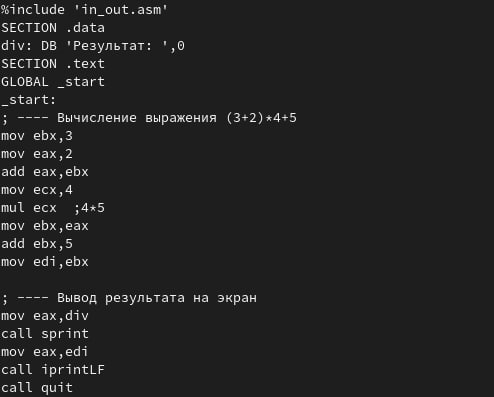 %include 'in_out.asm'
SECTION .data
div: DB 'Результат: ',0
SECTION .text
GLOBAL _start
_start:
; ---- Вычисление выражения (3+2)*4+5
mov ebx,3
mov eax,2
add eax,ebx
mov ecx,4
mul ecx  ;4*5
mov ebx,eax
add ebx,5
mov edi,ebx

; ---- Вывод результата на экран
mov eax,div
call sprint
mov eax,edi
call iprintLF
call quit